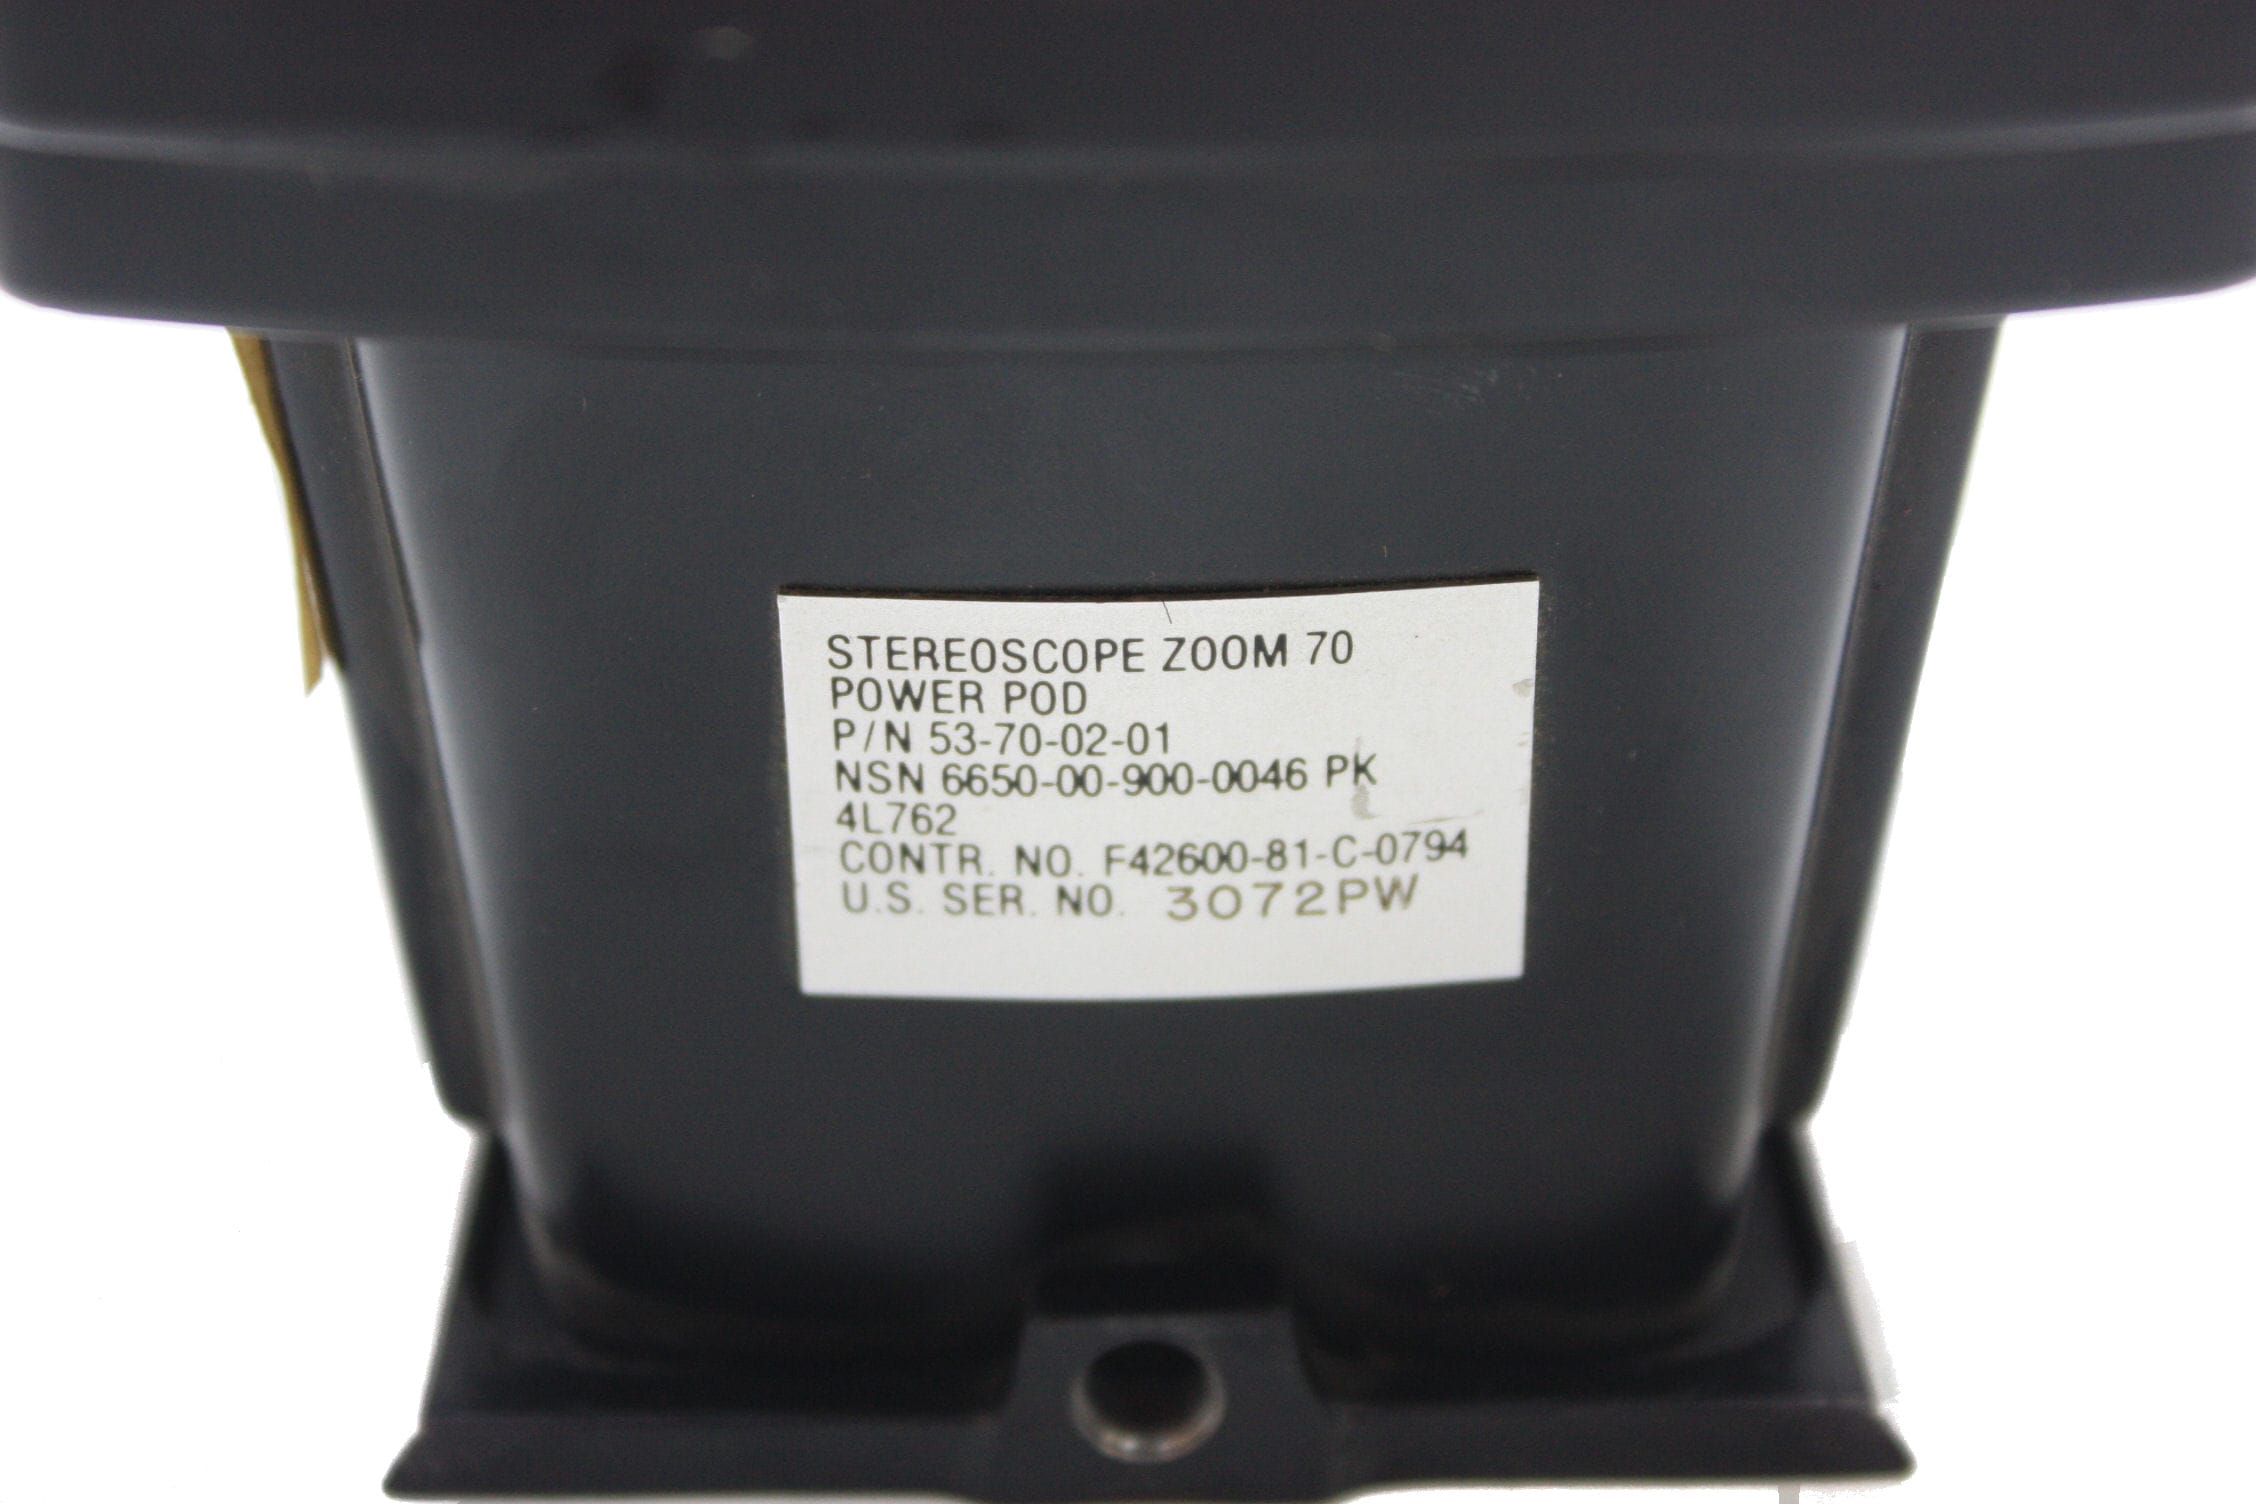 STEREOSCOPE ZOOM 70
POWER POD
P/N 53-70-02-01
NSN 6650-00-900-0046 PK
4L762
CONTR. NO. F42600-81-C-0794
U.S. SER. NO. 3072PW